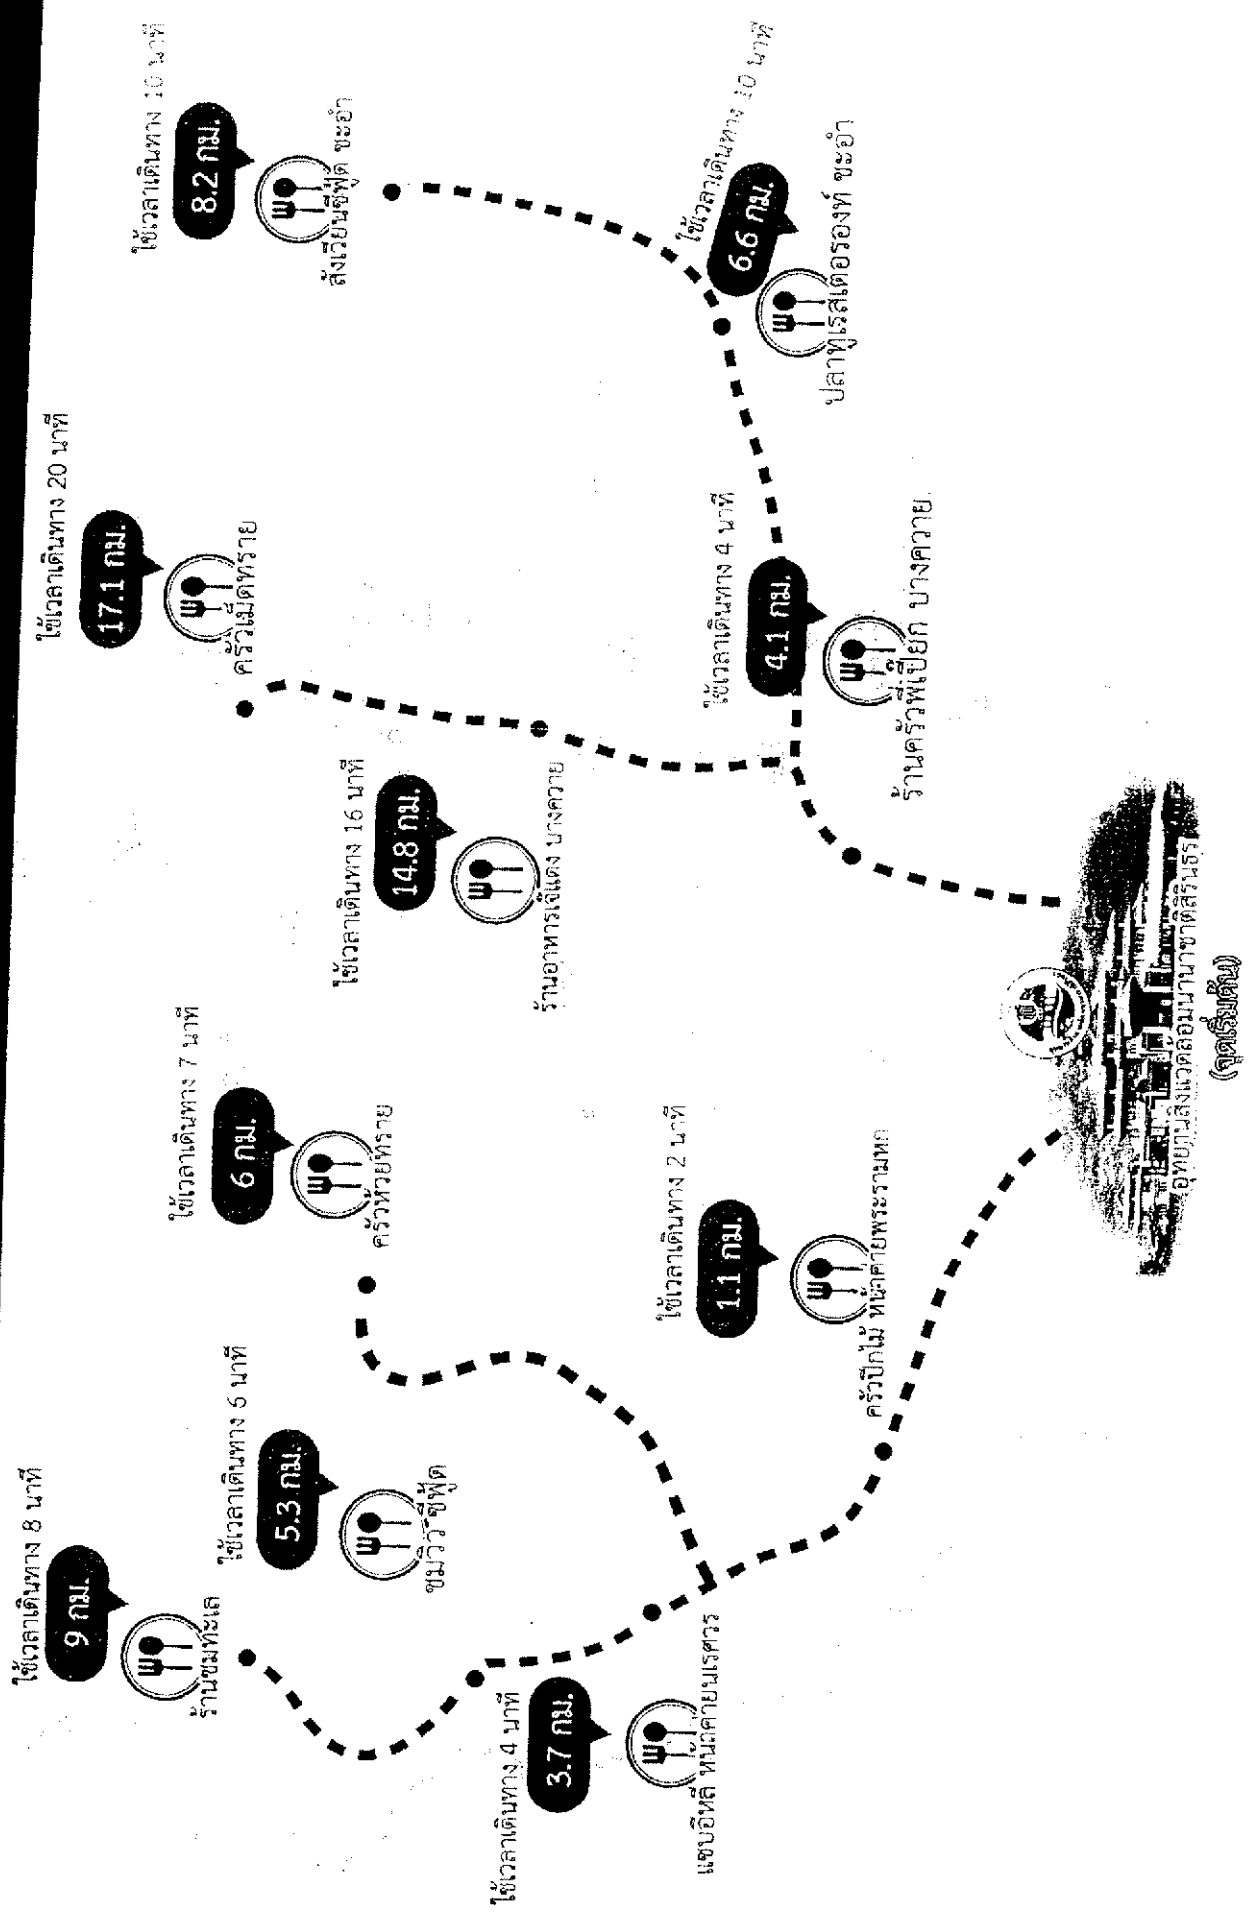 ใช้เวลาเดินทาง 8 นาที
9 กม.
ร้านชมทะเล
ใช้เวลาเดินทาง 6 นาที
5.3 กม.
ชมวิว ซีฟู้ด
ใช้เวลาเดินทาง 7 นาที
6 กม.
ครัวห้วยทราย
ใช้เวลาเดินทาง 20 นาที
17.1 กม.
ครัวเม็ดทราย
ใช้เวลาเดินทาง 10 นาที
8.2 กม.
สังเวียนซีฟู้ด ชะอำ
ใช้เวลาเดินทาง 16 นาที
14.8 กม.
ร้านอาหารเจ๊แดง บางควาย
ใช้เวลาเดินทาง 4 นาที
3.7 กม.
แซบอีหลี หน้าค่ายนเรศวร
ใช้เวลาเดินทาง 2 นาที
1.1 กม.
ครัวปีกไม้ หน้าค่ายพระรามหก
ใช้เวลาเดินทาง 4 นาที
4.1 กม.
ร้านครัวพี่เปียก บางควาย
ใช้เวลาเดินทาง 10 นาที
6.6 กม.
ปลาทูเรสเตอรองท์ ชะอำ
อุทยานสิ่งแวดล้อมนานาชาติสิรินธร
(จุดเริ่มต้น)